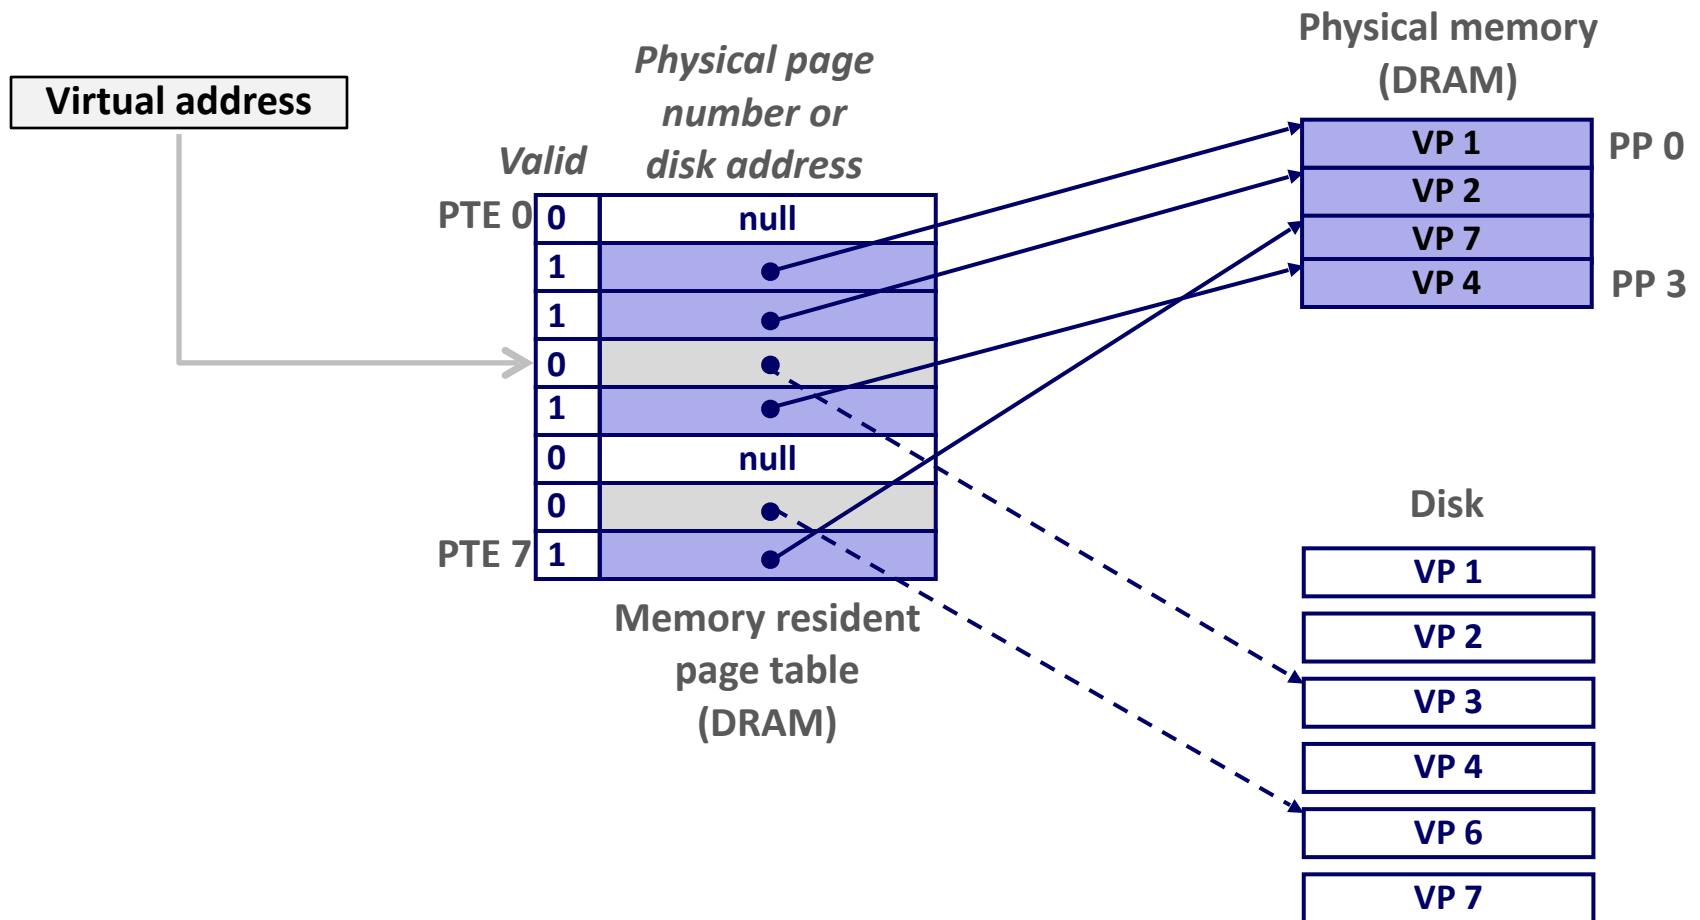 Virtual address
Physical page
number or
disk address
Valid
PTE 0
0
null
1
1
0
1
0
null
0
PTE 7
1
Memory resident
page table
(DRAM)
Physical memory
(DRAM)
VP 1
PP 0
VP 2
VP 7
VP 4
PP 3
Disk
VP 1
VP 2
VP 3
VP 4
VP 6
VP 7